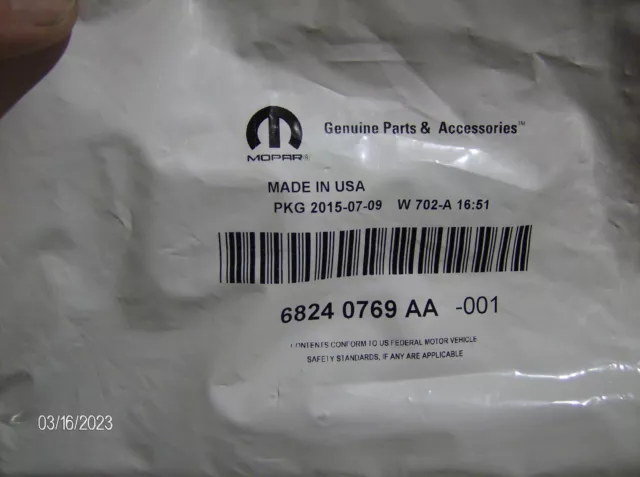 Genuine Parts & Accessories™
MOPAR®
MADE IN USA
PKG 2015-07-09 W 702-A 16:51
6824 0769 AA -001
CONTENTS CONFORM TO US FEDERAL MOTOR VEHICLE
SAFETY STANDARDS, IF ANY ARE APPLICABLE
03/16/2023